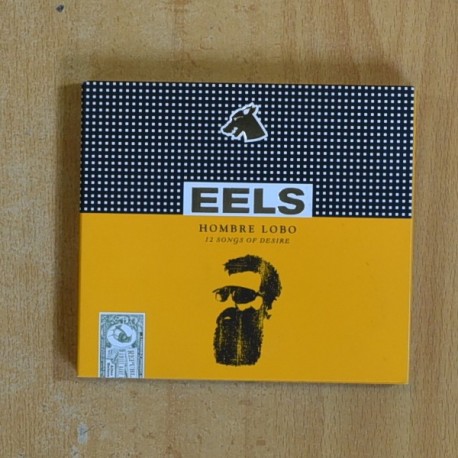 EELS
HOMBRE LOBO
12 SONGS OF DESIRE